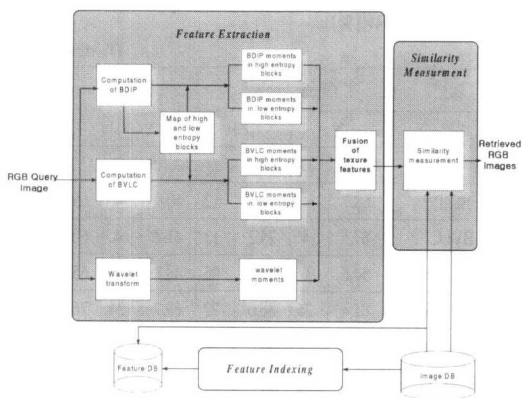 Feature Extraction
Similarity
Measurment
BDIP moments
in high entropy
blocks
Computation
of BDIP
BDIP moments
in low entropy
blocks
Map of high
and low
entropy
blocks
Fusion
of
texure
features
Similarity
measurement
Retrieved
RGB
Images
BVLC moments
in high entropy
blocks
RGB Query
Image
Computation
of BVLC
BVLC moments
in low entropy
blocks
Wavelet
transform
wavelet
moments
Feature DB
Feature Indexing
Image DB